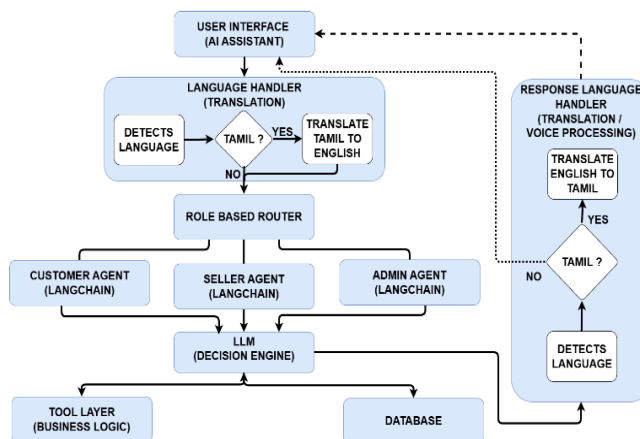 USER INTERFACE
(AI ASSISTANT)
LANGUAGE HANDLER
(TRANSLATION)
DETECTS
LANGUAGE
TAMIL ?
YES
TRANSLATE
TAMIL TO
ENGLISH
NO
ROLE BASED ROUTER
CUSTOMER AGENT
(LANGCHAIN)
SELLER AGENT
(LANGCHAIN)
ADMIN AGENT
(LANGCHAIN)
LLM
(DECISION ENGINE)
TOOL LAYER
(BUSINESS LOGIC)
DATABASE
RESPONSE LANGUAGE
HANDLER
(TRANSLATION /
VOICE PROCESSING)
TRANSLATE
ENGLISH TO
TAMIL
YES
TAMIL ?
NO
DETECTS
LANGUAGE